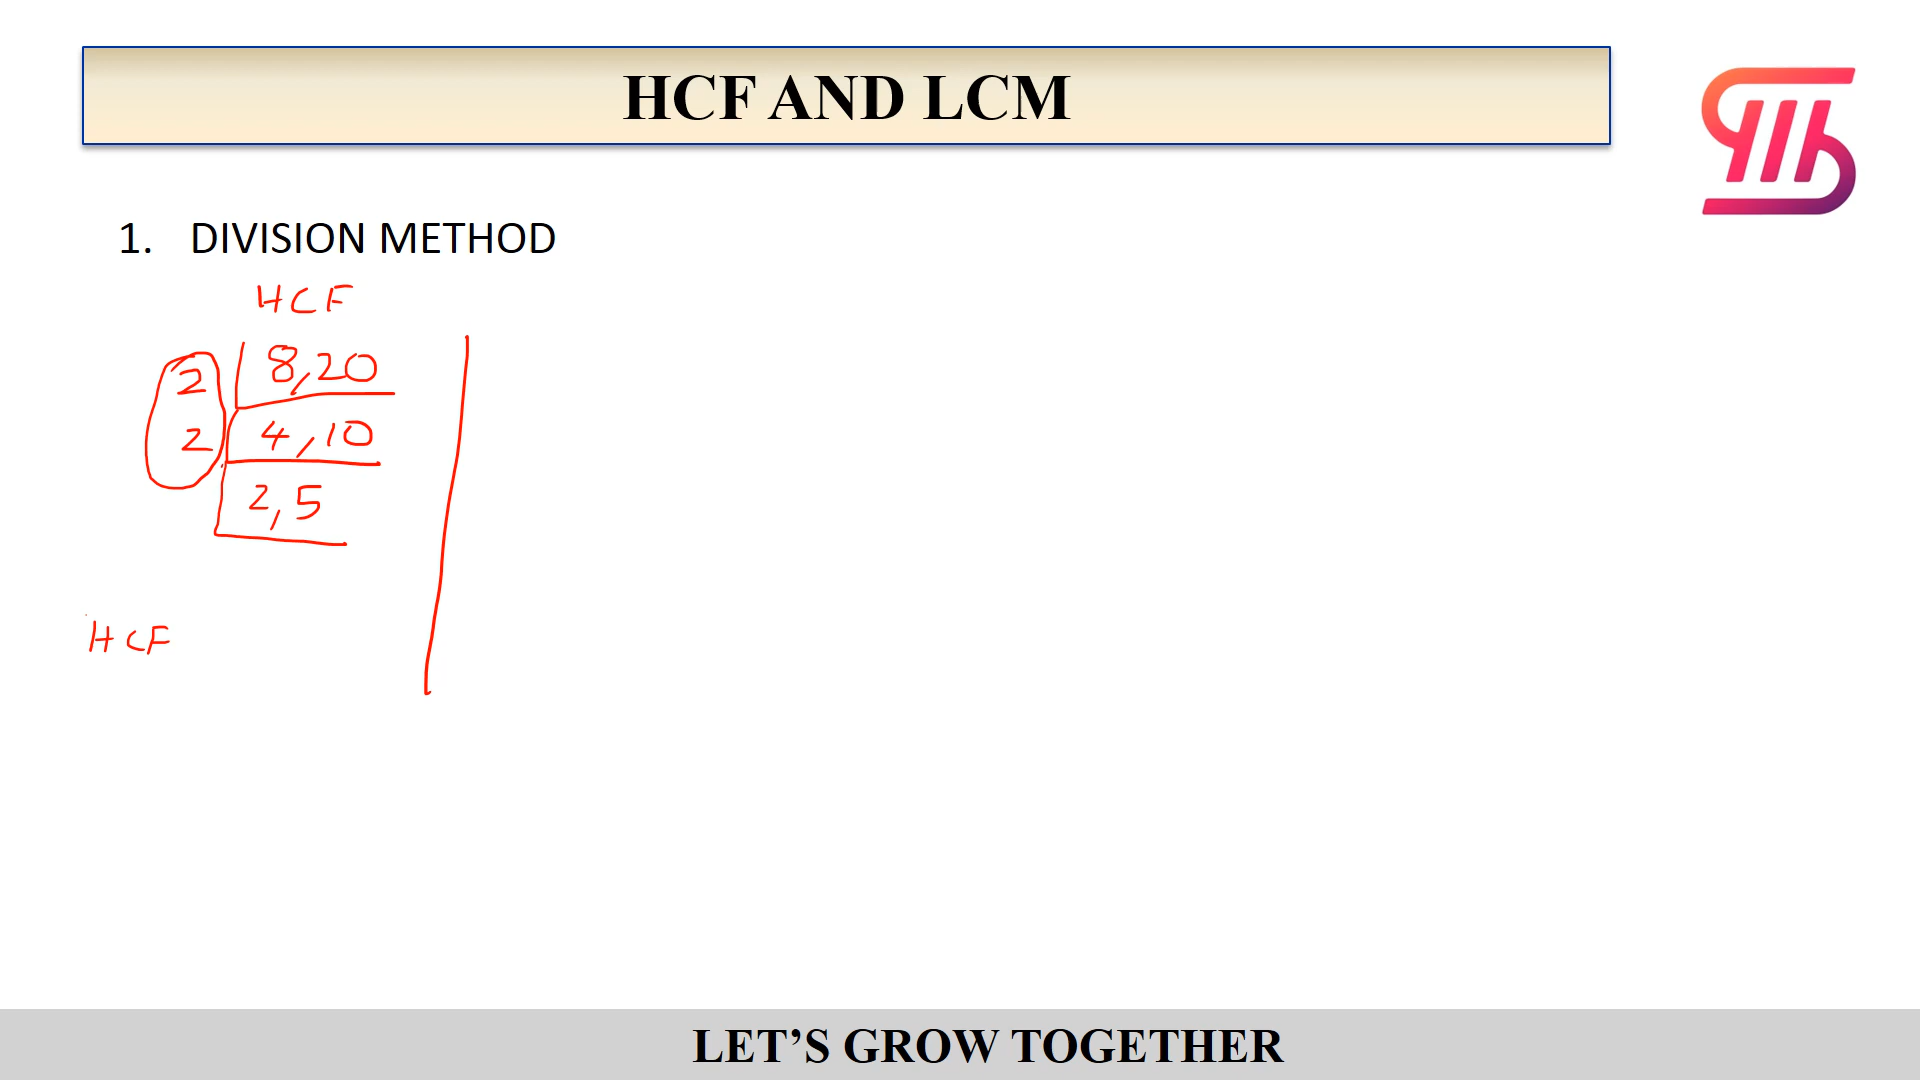 HCF AND LCM
1. DIVISION METHOD
HCF
2 8,20
2 4,10
2,5
HCF
LET’S GROW TOGETHER